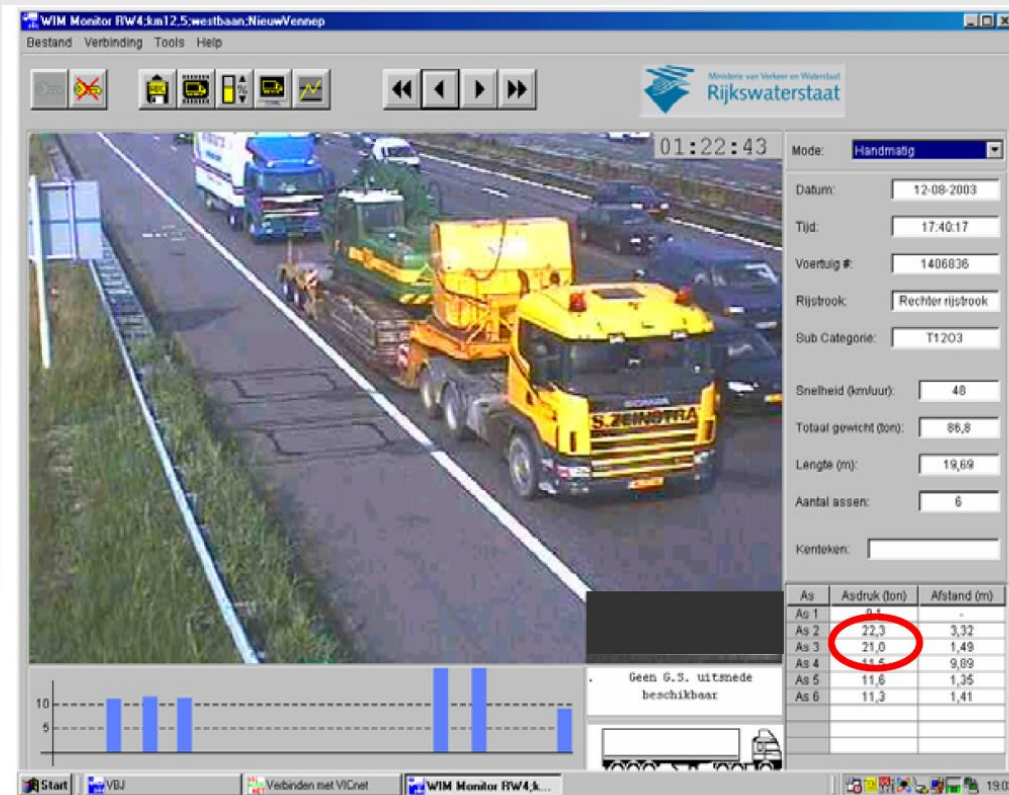 WIM Monitor RW4;km12,5;westbaan;NieuwVennep
Bestand Verbinding Tools Help
Ministerie van Verkeer en Waterstaat
Rijkswaterstaat
01:22:43
Mode: Handmatig
Datum: 12-08-2003
Tijd: 17:40:17
Voertuig #: 1406836
Rijstrook: Rechter rijstrook
Sub Categorie: T12O3
Snelheid (km/uur): 48
Totaal gewicht (ton): 86,8
Lengte (m): 19,69
Aantal assen: 6
Kenteken:
SCANIA
S.ZEINSTRA
As Asdruk (ton) Afstand (m)
As 1 9,1 -
As 2 22,3 3,32
As 3 21,0 1,49
As 4 11,5 9,89
As 5 11,6 1,35
As 6 11,3 1,41
10
5
. Geen G.S. uitsnede
beschikbaar
Start VBJ Verbinden met VICnet WIM Monitor RW4;k...